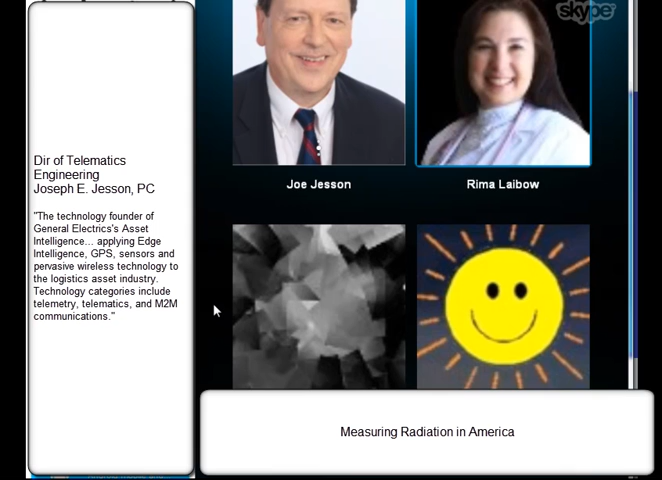 skype
Joe Jesson
Rima Laibow
Dir of Telematics
Engineering
Joseph E. Jesson, PC
"The technology founder of
General Electrics's Asset
Intelligence... applying Edge
Intelligence, GPS, sensors and
pervasive wireless technology to
the logistics asset industry.
Technology categories include
telemetry, telematics, and M2M
communications."
Measuring Radiation in America